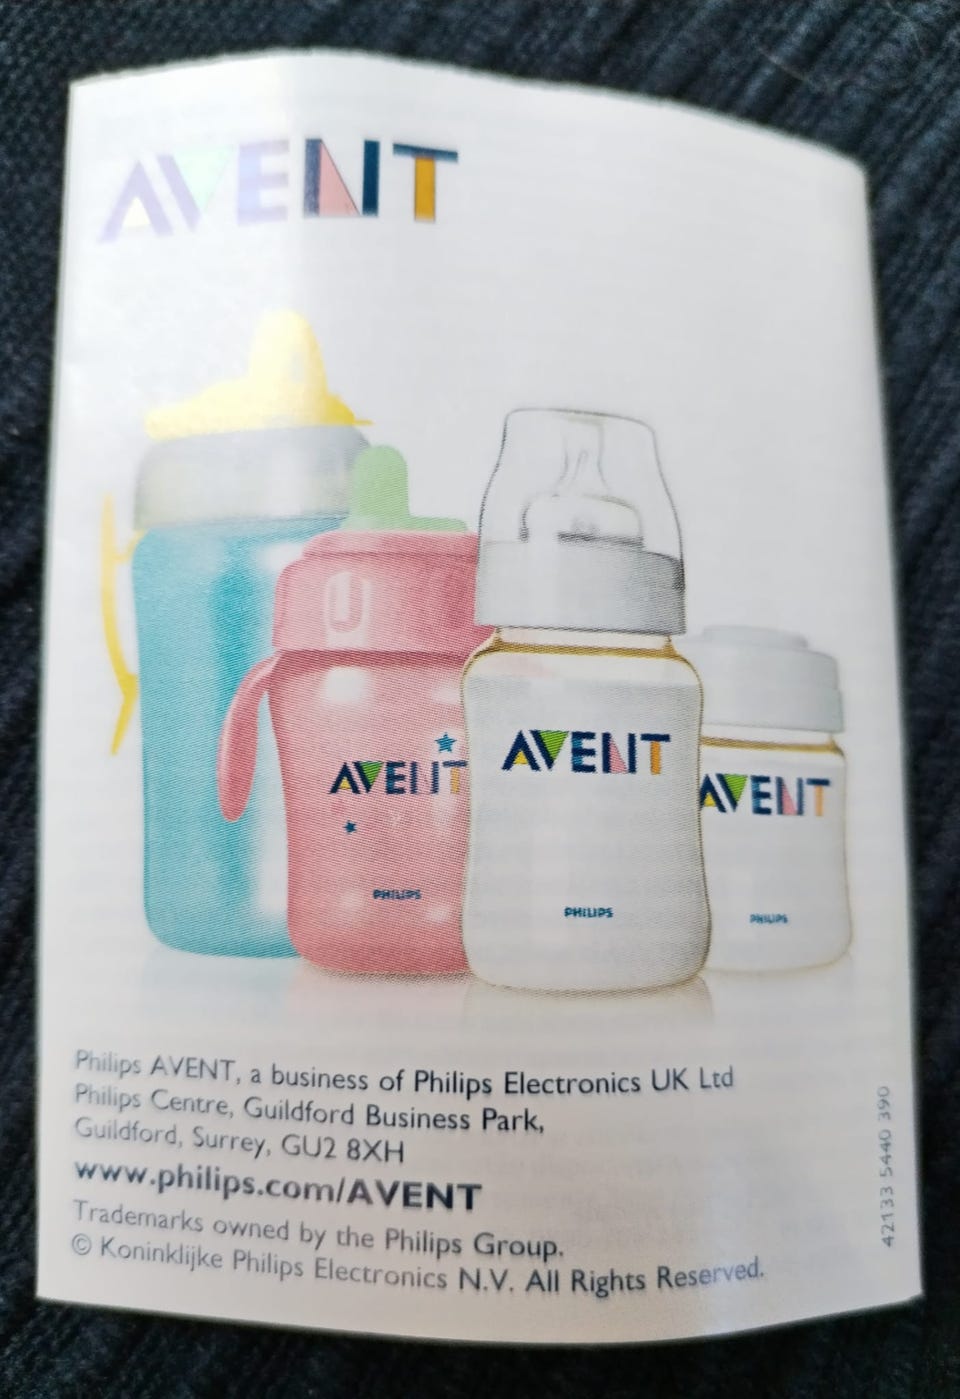 AVENT
AVENT
PHILIPS
AVENT
PHILIPS
AVENT
PHILIPS
Philips AVENT, a business of Philips Electronics UK Ltd
Philips Centre, Guildford Business Park,
Guildford, Surrey, GU2 8XH
www.philips.com/AVENT
Trademarks owned by the Philips Group.
© Koninklijke Philips Electronics N.V. All Rights Reserved.
42133 5440 390